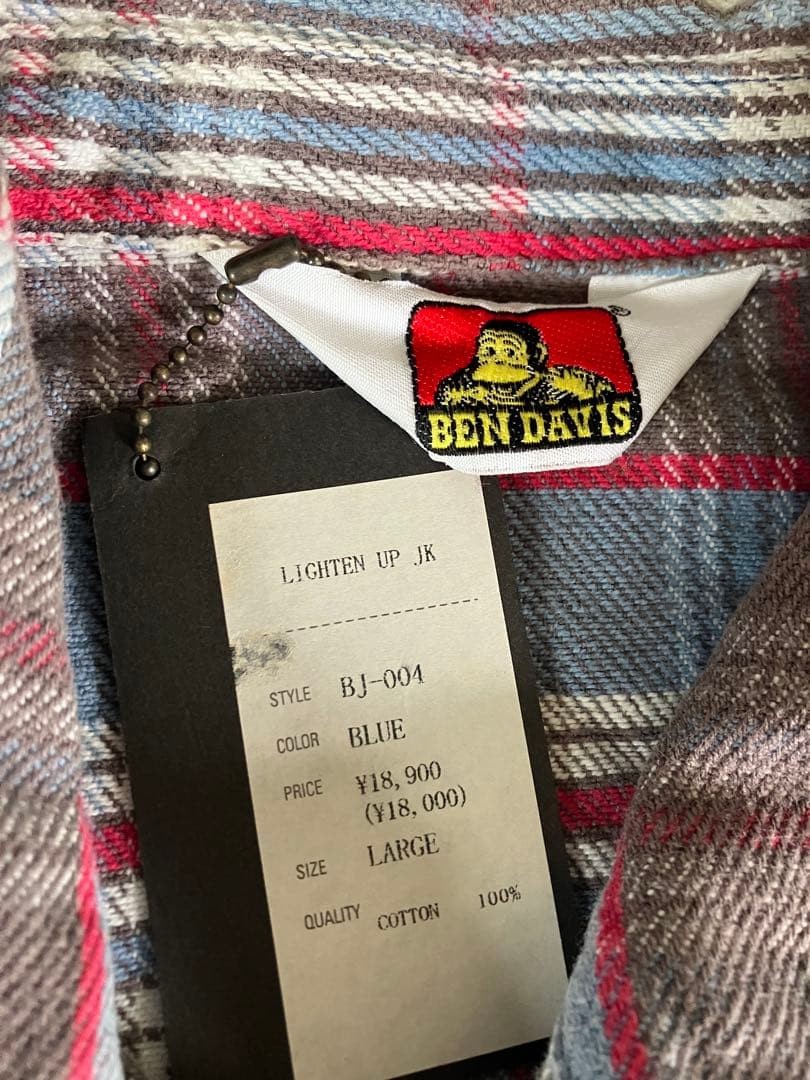 ®
BEN DAVIS
LIGHTEN UP JK
STYLE BJ-004
COLOR BLUE
PRICE ¥18,900
(¥18,000)
SIZE LARGE
QUALITY COTTON 100%